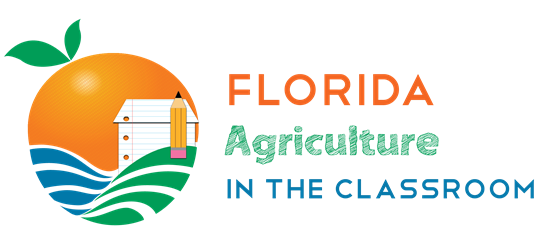 FLORIDA
Agriculture
IN THE CLASSROOM